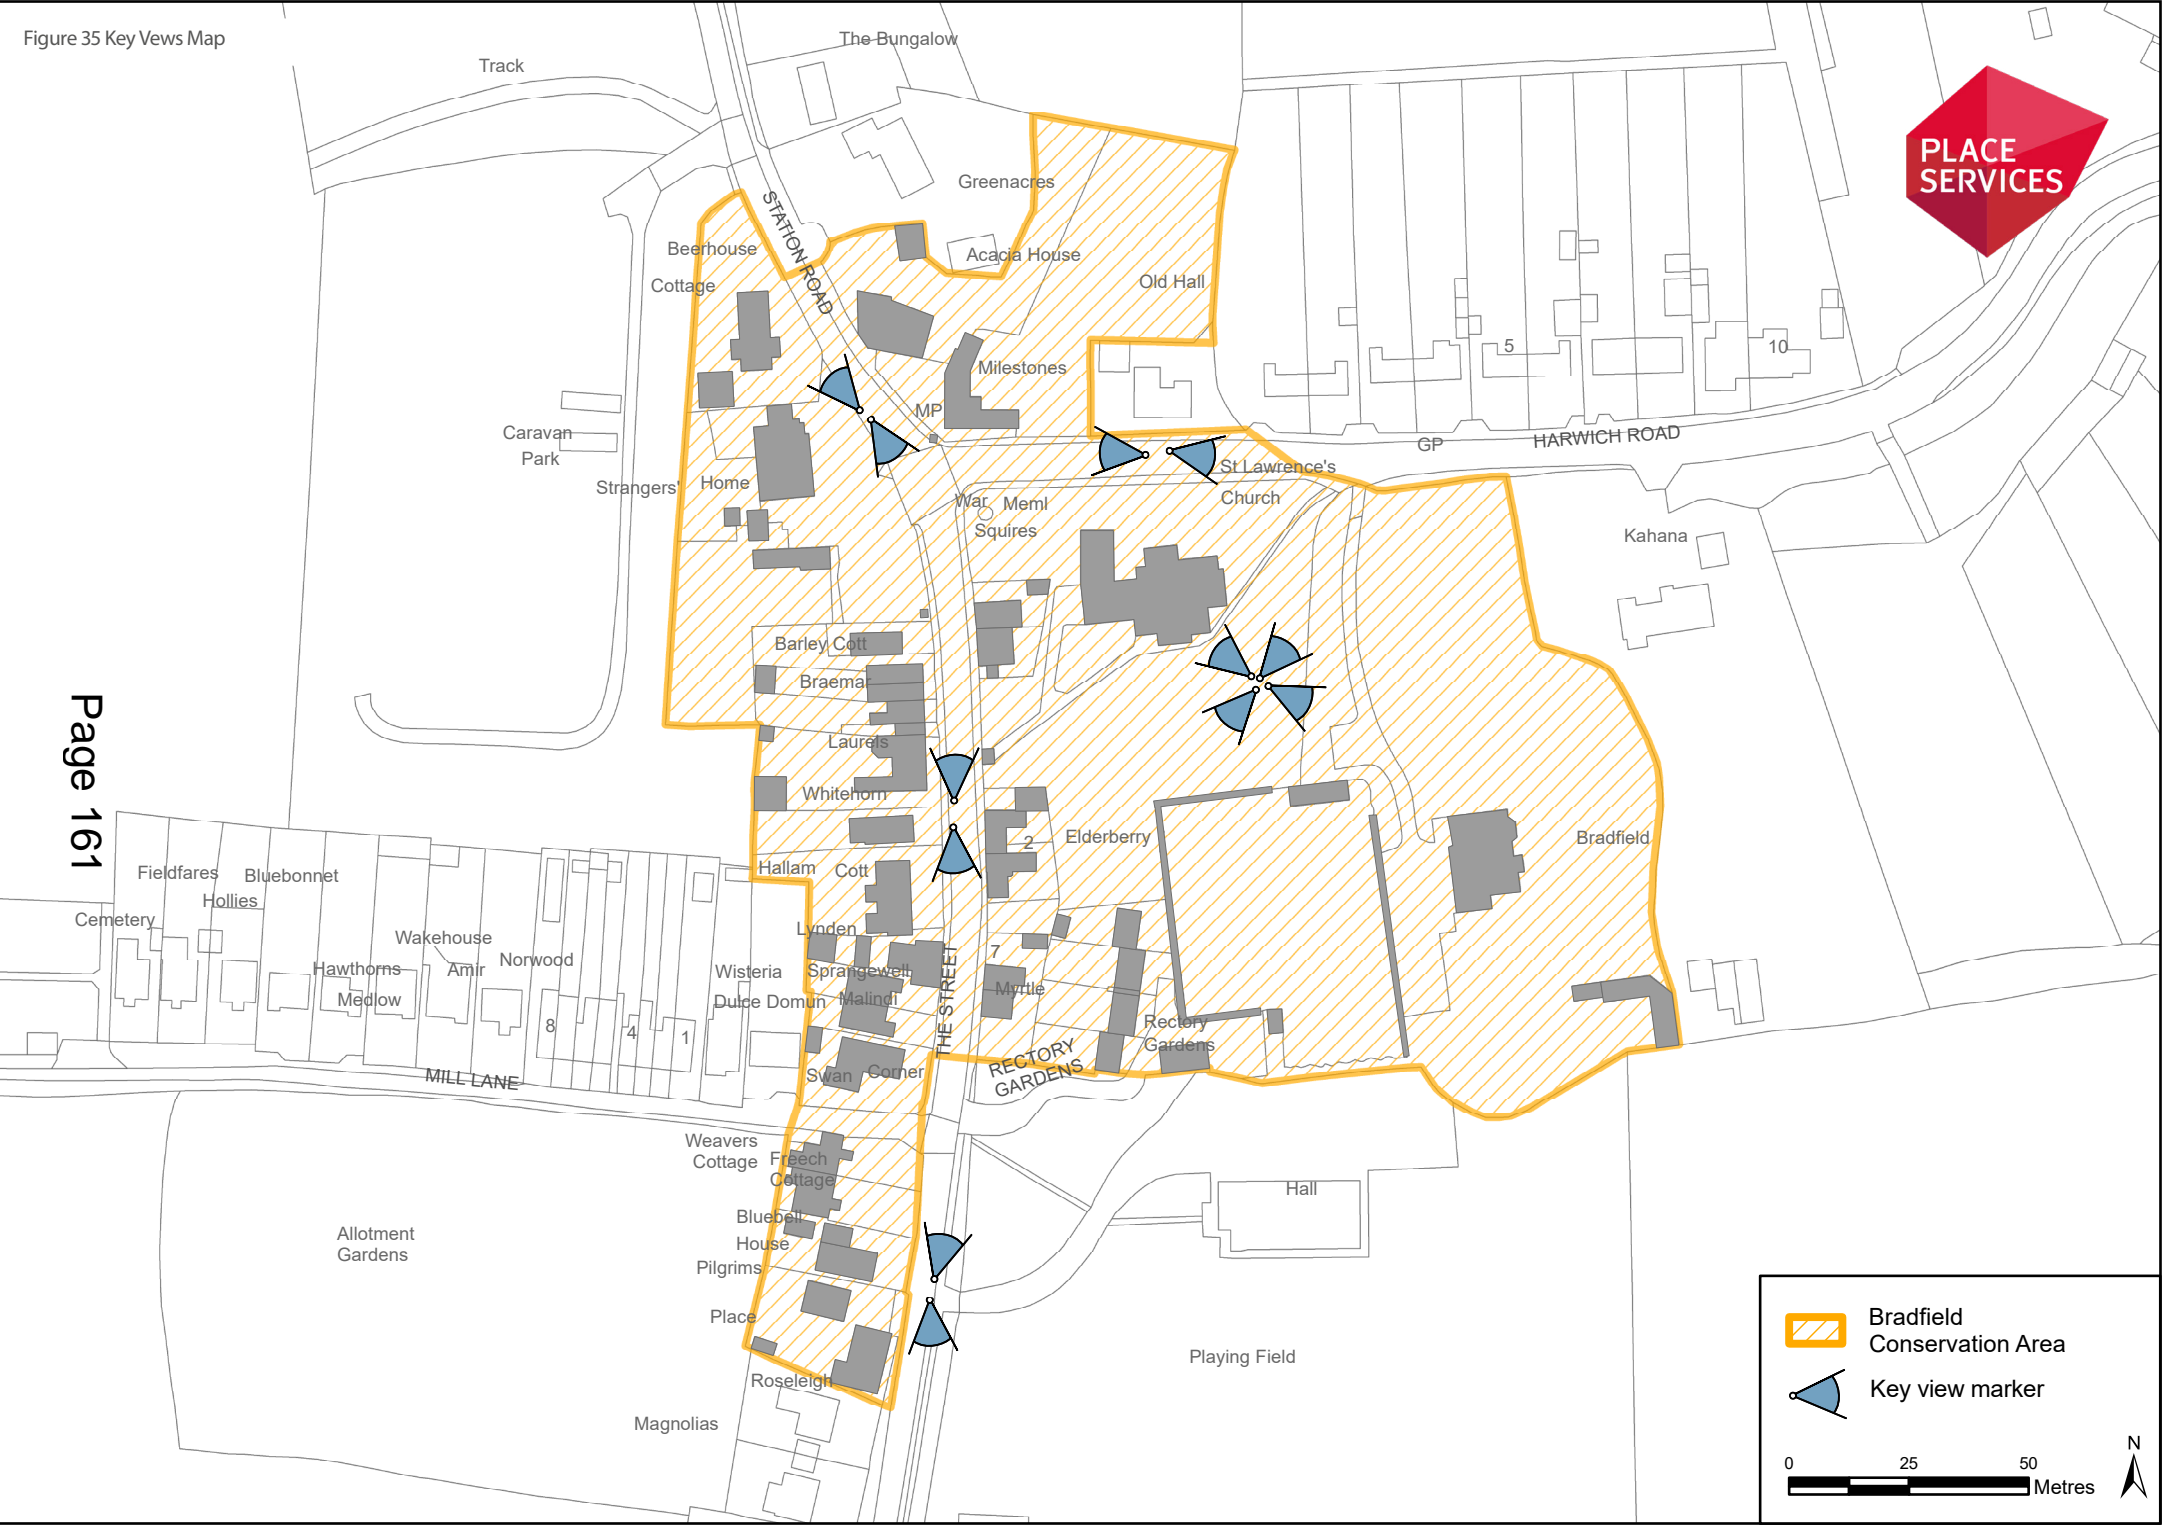 Figure 35 Key Vews Map
The Bungalow
Track
PLACE
SERVICES
Greenacres
STATION ROAD
Beerhouse
Cottage
Acacia House
Old Hall
5
10
Milestones
MP
Caravan
Park
GP
HARWICH ROAD
St Lawrence's
Church
Strangers'
Home
War Meml
Squires
Kahana
Barley Cott
Braemar
Laurels
Whitehorn
Page 161
2
Elderberry
Bradfield
Hallam
Cott
Fieldfares
Bluebonnet
Hollies
Cemetery
Lynden
Wakehouse
Norwood
Hawthorns
Amir
Medlow
Wisteria
Sprangewell
Dulce Domun
Malindi
7
Myrtle
THE STREET
8
4
1
Rectory
Gardens
RECTORY
GARDENS
MILL LANE
Swan
Corner
Weavers
Cottage
Freech
Cottage
Hall
Bluebell
House
Allotment
Gardens
Pilgrims
Place
Playing Field
Roseleigh
Magnolias
Bradfield
Conservation Area
Key view marker
N
0 25 50
Metres